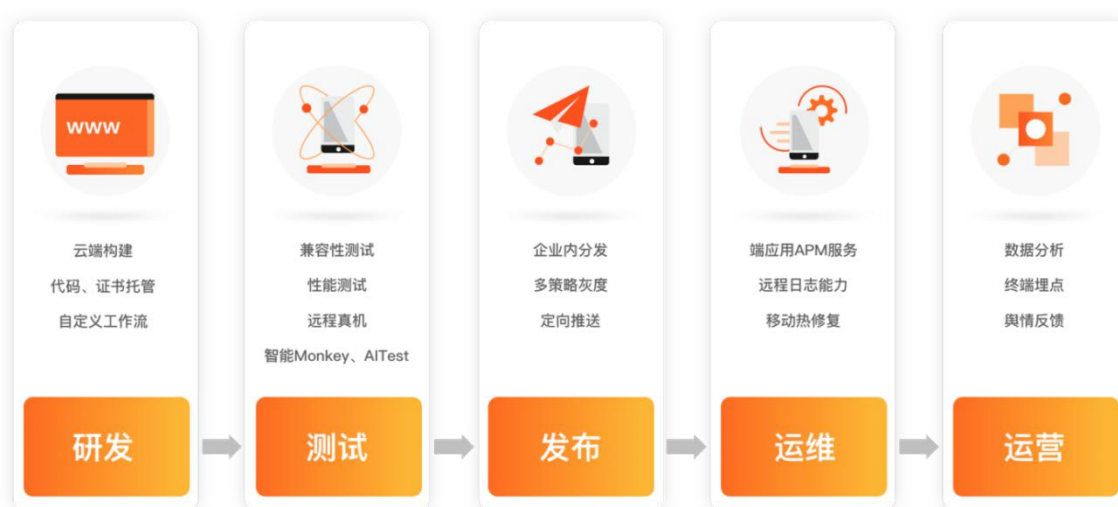 www
云端构建
代码、证书托管
自定义工作流
研发
兼容性测试
性能测试
远程真机
智能Monkey、AITest
测试
企业内分发
多策略灰度
定向推送
发布
端应用APM服务
远程日志能力
移动热修复
运维
数据分析
终端埋点
舆情反馈
运营